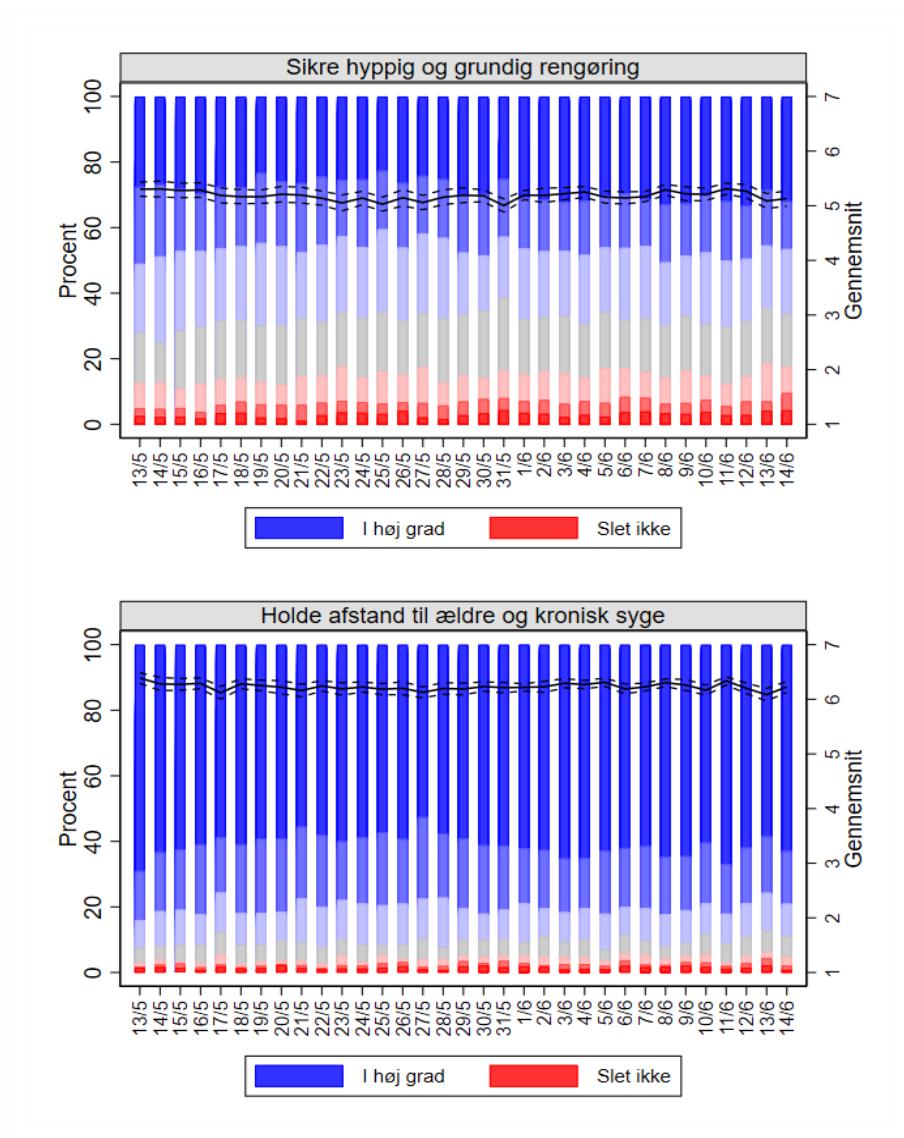 Sikre hyppig og grundig rengøring
Procent
100
80
60
40
20
0
7
6
5
4
3
2
1
Gennemsnit
13/5 14/5 15/5 16/5 17/5 18/5 19/5 20/5 21/5 22/5 23/5 24/5 25/5 26/5 27/5 28/5 29/5 30/5 31/5 1/6 2/6 3/6 4/6 5/6 6/6 7/6 8/6 9/6 10/6 11/6 12/6 13/6 14/6
I høj grad Slet ikke
Holde afstand til ældre og kronisk syge
Procent
100
80
60
40
20
0
7
6
5
4
3
2
1
Gennemsnit
13/5 14/5 15/5 16/5 17/5 18/5 19/5 20/5 21/5 22/5 23/5 24/5 25/5 26/5 27/5 28/5 29/5 30/5 31/5 1/6 2/6 3/6 4/6 5/6 6/6 7/6 8/6 9/6 10/6 11/6 12/6 13/6 14/6
I høj grad Slet ikke